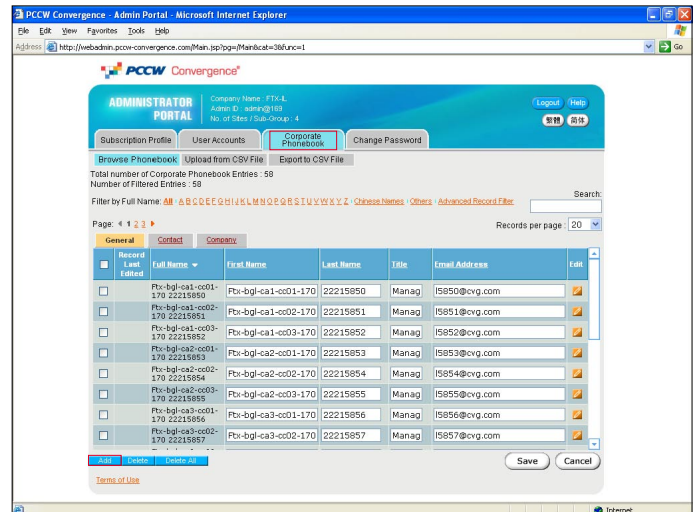 PCCW Convergence - Admin Portal - Microsoft Internet Explorer
File Edit View Favorites Tools Help
Address http://webadmin.pccw-convergence.com/Main.jsp?pg=/Main&cat=38&func=1 Go
PCCW Convergence
ADMINISTRATOR PORTAL
Company Name : FTX-IL
Admin ID : admin@169
No. of Sites / Sub-Group : 4
Logout Help
繁體 简体
Subscription Profile User Accounts Corporate Phonebook Change Password
Browse Phonebook Upload from CSV File Export to CSV File
Total number of Corporate Phonebook Entries : 58
Number of Filtered Entries : 58
Filter by Full Name: All A B C D E F G H I J K L M N O P Q R S T U V W X Y Z Chinese Names Others Advanced Record Filter
Search:
Page: 1 2 3
Records per page: 20
General Contact Company
Record Last Edited Full Name First Name Last Name Title Email Address Edit
Ftx-bgl-ca1-cc01-170 22215850 Ftx-bgl-ca1-cc01-170 22215850 Manag l5850@cvg.com
Ftx-bgl-ca1-cc02-170 22215851 Ftx-bgl-ca1-cc02-170 22215851 Manag l5851@cvg.com
Ftx-bgl-ca1-cc03-170 22215852 Ftx-bgl-ca1-cc03-170 22215852 Manag l5852@cvg.com
Ftx-bgl-ca2-cc01-170 22215853 Ftx-bgl-ca2-cc01-170 22215853 Manag l5853@cvg.com
Ftx-bgl-ca2-cc02-170 22215854 Ftx-bgl-ca2-cc02-170 22215854 Manag l5854@cvg.com
Ftx-bgl-ca2-cc03-170 22215855 Ftx-bgl-ca2-cc03-170 22215855 Manag l5855@cvg.com
Ftx-bgl-ca3-cc01-170 22215856 Ftx-bgl-ca3-cc01-170 22215856 Manag l5856@cvg.com
Ftx-bgl-ca3-cc02-170 22215857 Ftx-bgl-ca3-cc02-170 22215857 Manag l5857@cvg.com
Add Delete Delete All
Save Cancel
Terms of Use
Internet